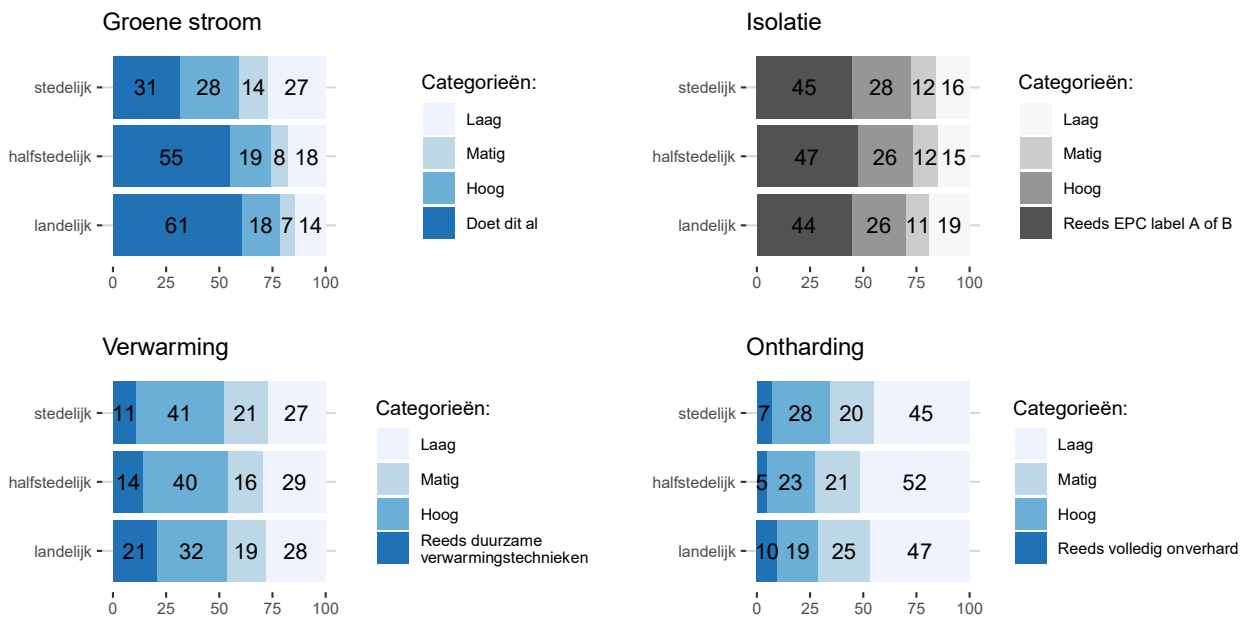 Groene stroom
stedelijk 31 28 14 27
halfstedelijk 55 19 8 18
landelijk 61 18 7 14
0 25 50 75 100
Categorieën:
Laag
Matig
Hoog
Doet dit al
Isolatie
stedelijk 45 28 12 16
halfstedelijk 47 26 12 15
landelijk 44 26 11 19
0 25 50 75 100
Categorieën:
Laag
Matig
Hoog
Reeds EPC label A of B
Verwarming
stedelijk 11 41 21 27
halfstedelijk 14 40 16 29
landelijk 21 32 19 28
0 25 50 75 100
Categorieën:
Laag
Matig
Hoog
Reeds duurzame
verwarmingstechnieken
Ontharding
stedelijk 7 28 20 45
halfstedelijk 5 23 21 52
landelijk 10 19 25 47
0 25 50 75 100
Categorieën:
Laag
Matig
Hoog
Reeds volledig onverhard